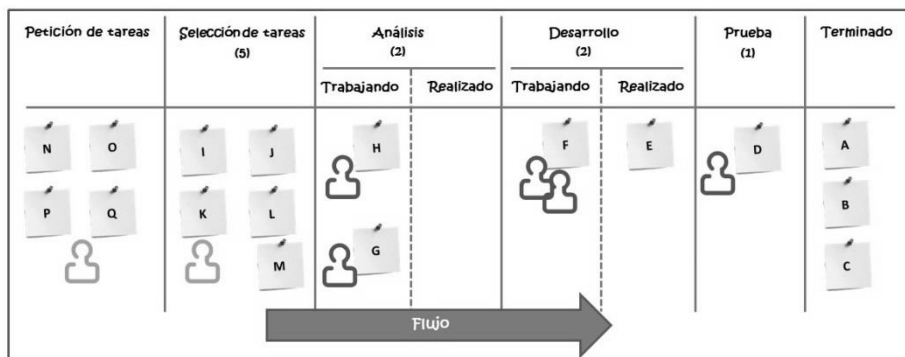 Petición de tareas
Selección de tareas
(5)
Análisis
(2)
Desarrollo
(2)
Prueba
(1)
Terminado
Trabajando
Realizado
Trabajando
Realizado
N
O
I
J
H
F
E
D
A
P
Q
K
L
M
G
B
C
Flujo